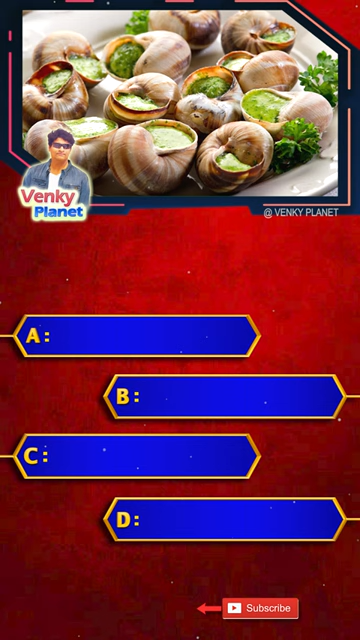 Venky
Planet
@ VENKY PLANET
A:
B:
C:
D:
Subscribe